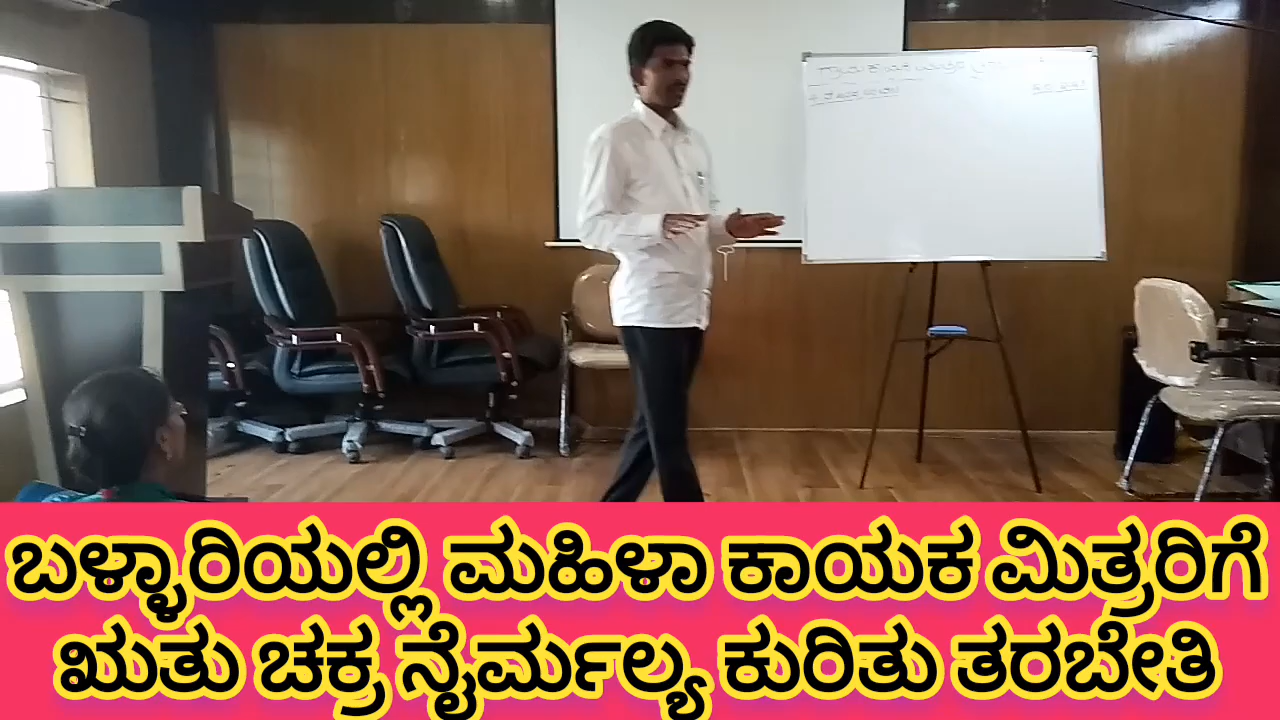 ಬಳ್ಳಾರಿಯಲ್ಲಿ ಮಹಿಳಾ ಕಾಯಕ ಮಿತ್ರರಿಗೆ
ಋತು ಚಕ್ರ ನೈರ್ಮಲ್ಯ ಕುರಿತು ತರಬೇತಿ